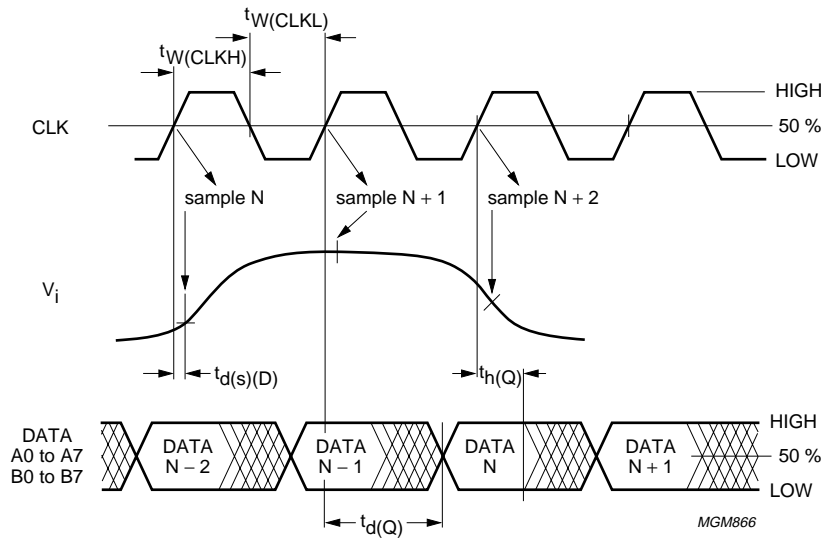 tW(CLKL)
tW(CLKH)
HIGH
CLK
50 %
LOW
sample N
sample N + 1
sample N + 2
Vi
td(s)(D)
th(Q)
DATA
A0 to A7
B0 to B7
DATA
N − 2
DATA
N − 1
DATA
N
DATA
N + 1
HIGH
50 %
LOW
td(Q)
MGM866